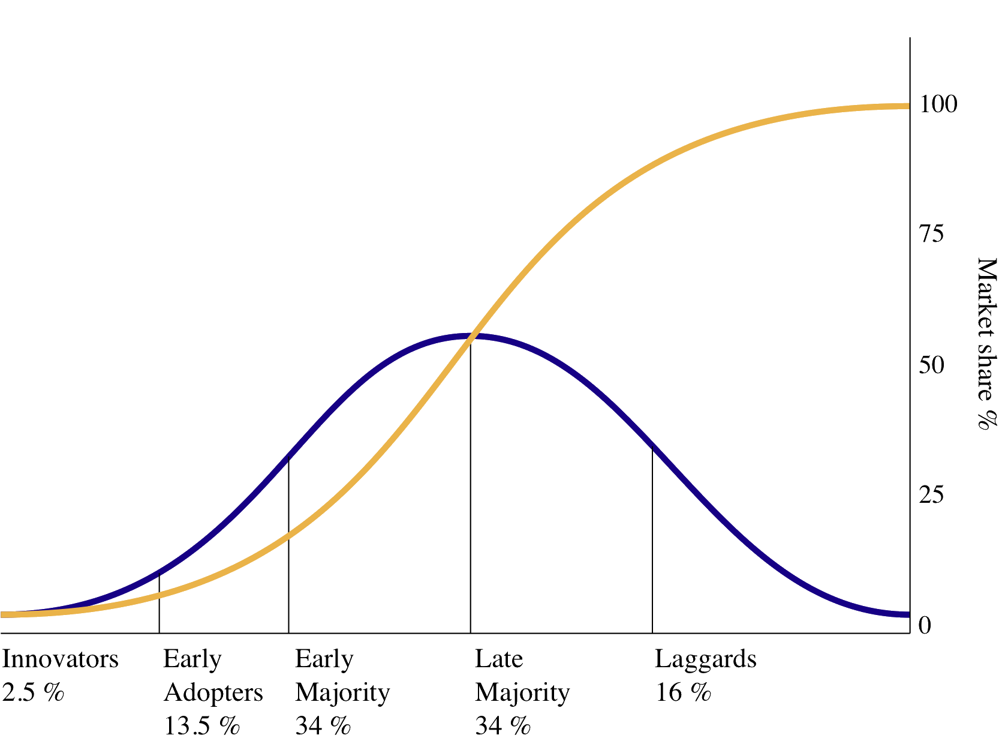 100
75
50
25
0
Market share %
Innovators
2.5 %
Early
Adopters
13.5 %
Early
Majority
34 %
Late
Majority
34 %
Laggards
16 %